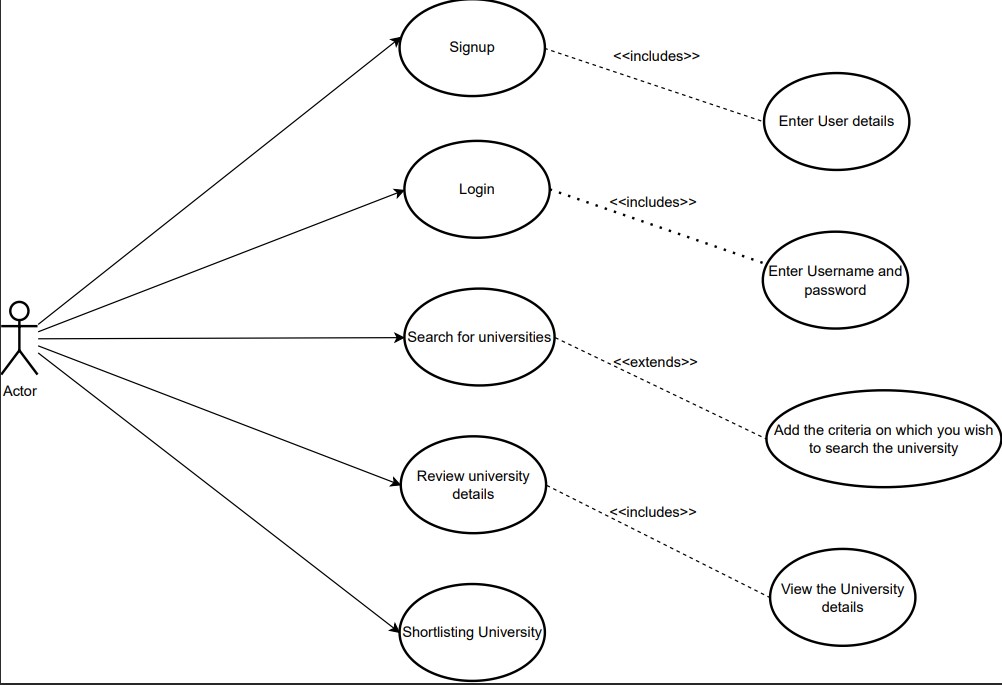 Signup
<<includes>>
Enter User details
Login
<<includes>>
Enter Username and
password
Search for universities
<<extends>>
Actor
Add the criteria on which you wish
to search the university
Review university
details
<<includes>>
View the University
details
Shortlisting University